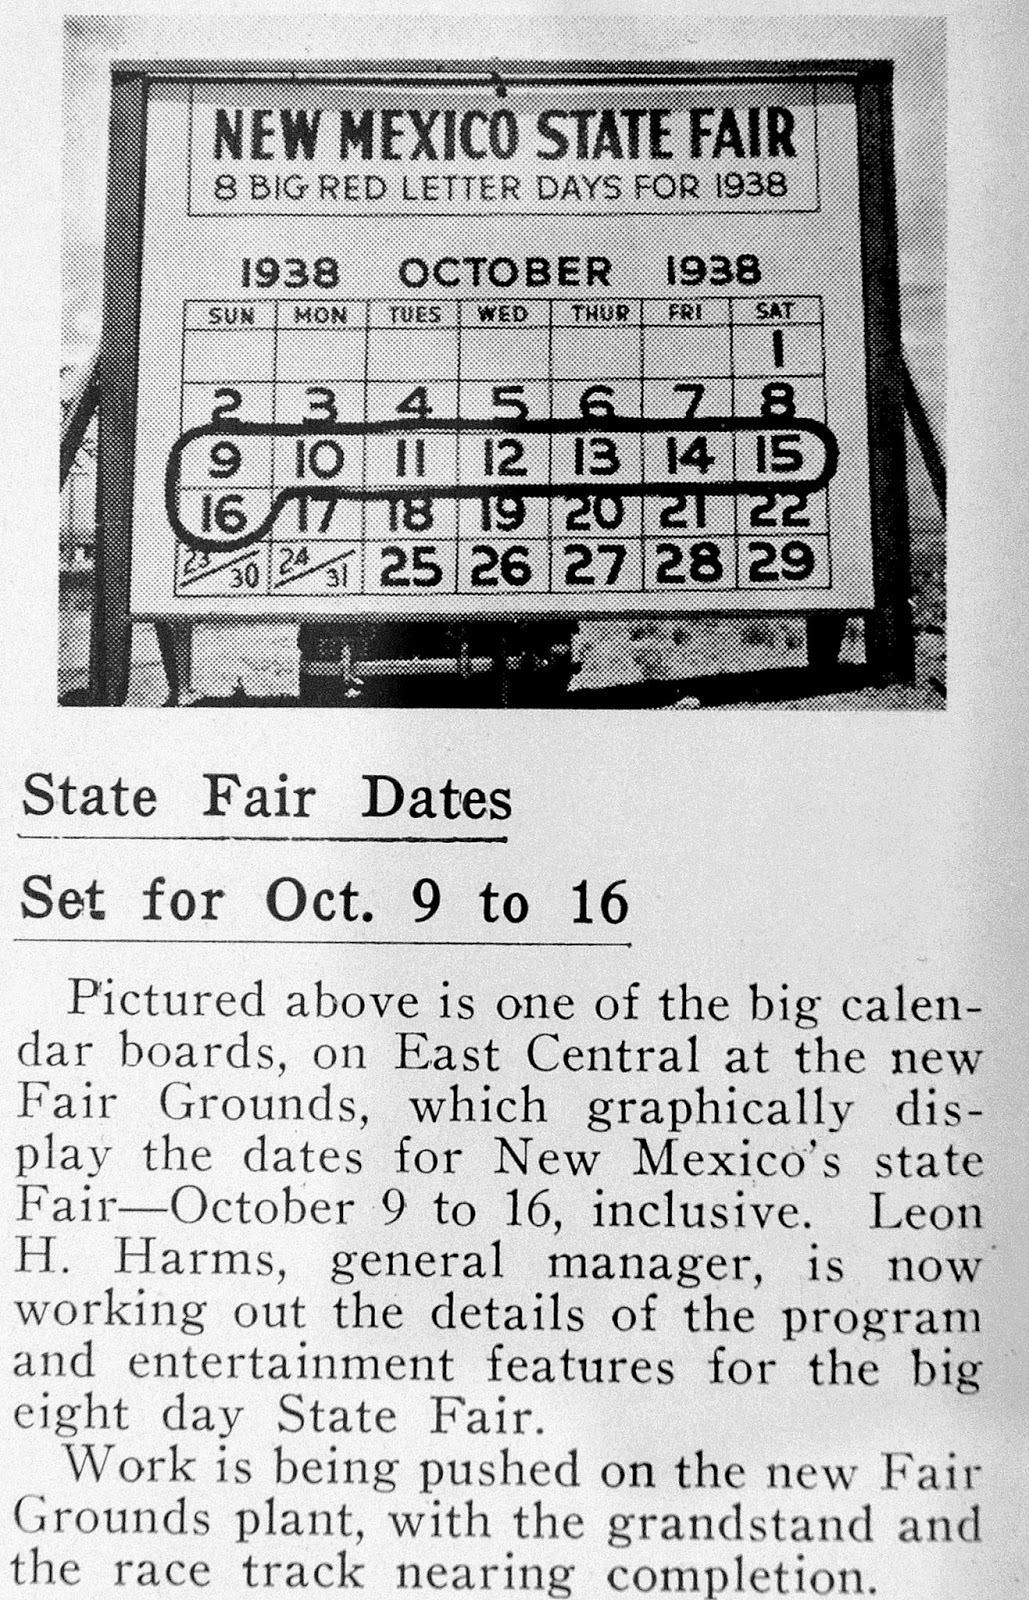 NEW MEXICO STATE FAIR
8 BIG RED LETTER DAYS FOR 1938
1938 OCTOBER 1938
SUN MON TUES WED THUR FRI SAT
1
2 3 4 5 6 7 8
9 10 11 12 13 14 15
16 17 18 19 20 21 22
23/30 24/31 25 26 27 28 29
State Fair Dates
Set for Oct. 9 to 16
Pictured above is one of the big calen-
dar boards, on East Central at the new
Fair Grounds, which graphically dis-
play the dates for New Mexico's state
Fair—October 9 to 16, inclusive. Leon
H. Harms, general manager, is now
working out the details of the program
and entertainment features for the big
eight day State Fair.
Work is being pushed on the new Fair
Grounds plant, with the grandstand and
the race track nearing completion.